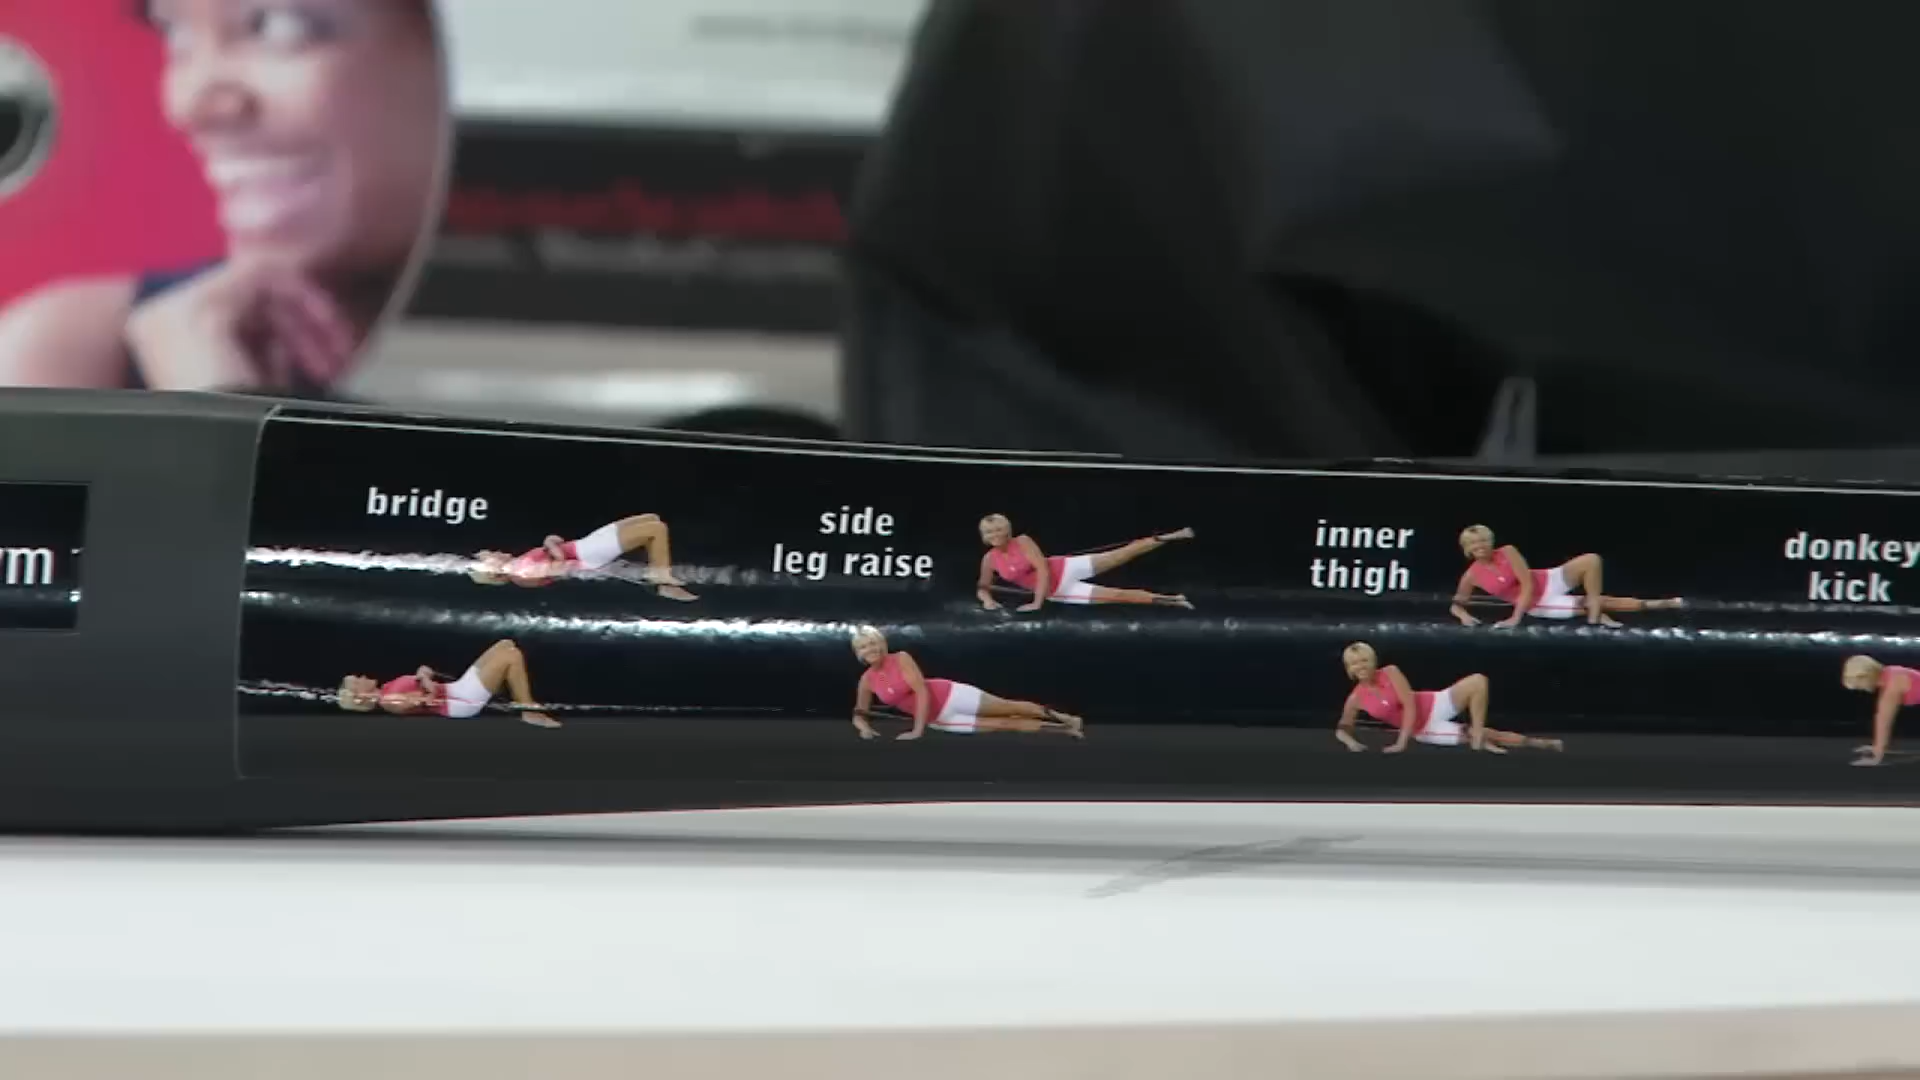 bridge
side
leg raise
inner
thigh
donkey
kick